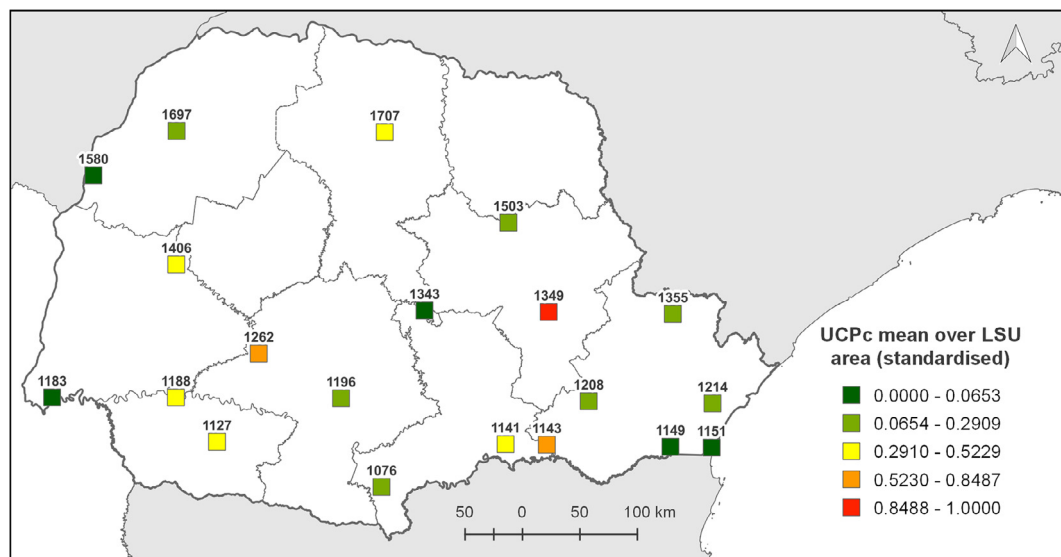 1697
1707
1580
1503
1406
1343
1349
1355
1262
1183
1188
1196
1208
1214
1127
1141
1143
1149
1151
1076
UCPc mean over LSU
area (standardised)
0.0000 - 0.0653
0.0654 - 0.2909
0.2910 - 0.5229
0.5230 - 0.8487
0.8488 - 1.0000
50 0 50 100 km